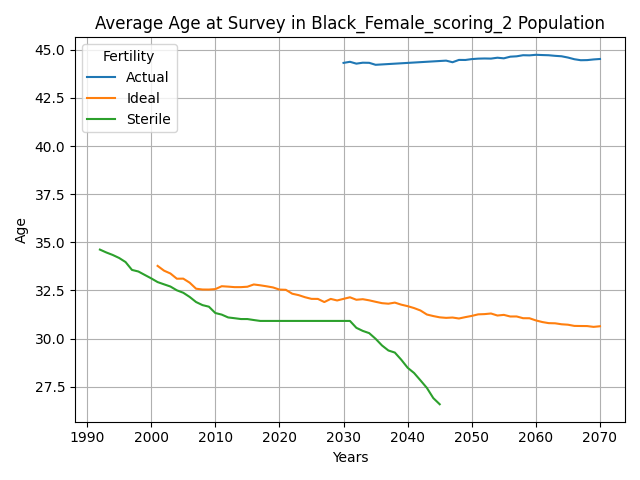 Average Age at Survey in Black_Female_scoring_2 Population
Fertility
Actual
Ideal
Sterile
45.0
42.5
40.0
37.5
35.0
32.5
30.0
27.5
Age
1990 2000 2010 2020 2030 2040 2050 2060 2070
Years